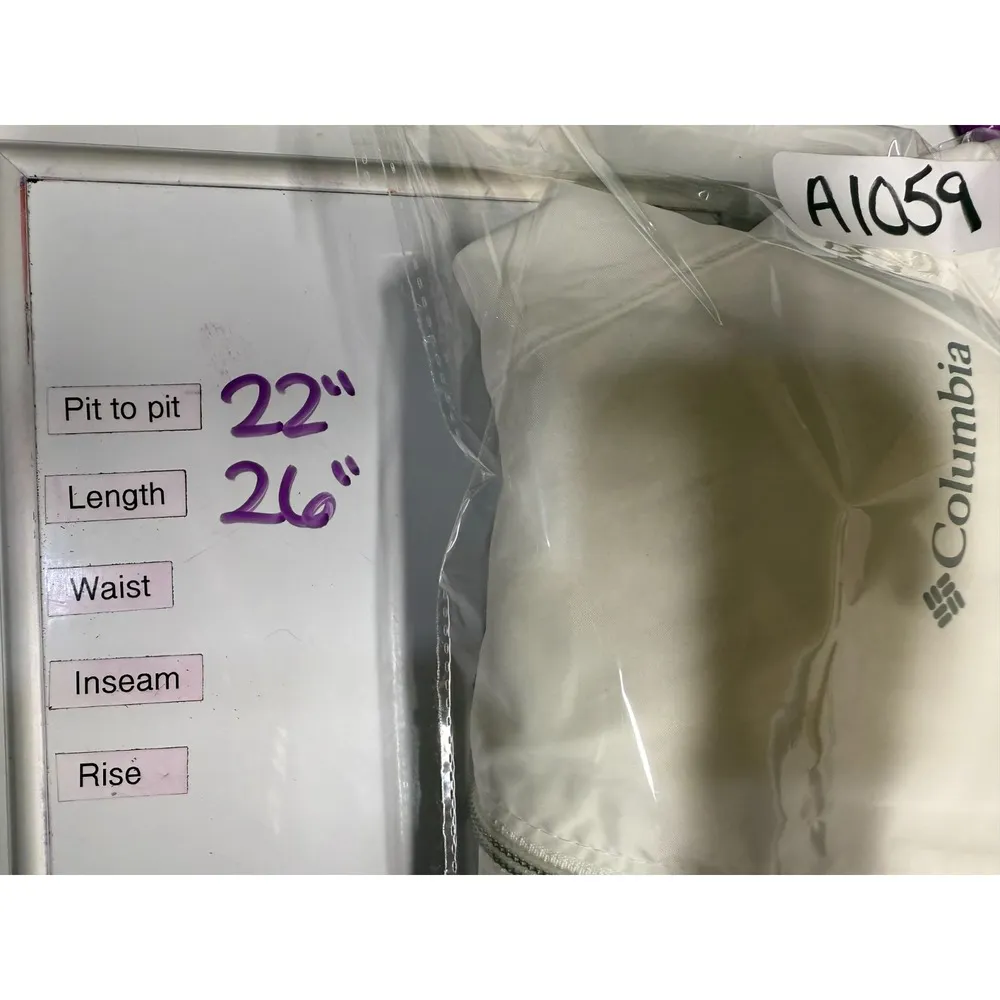 A1059
Pit to pit 22"
Length 26"
Waist
Inseam
Rise
Columbia